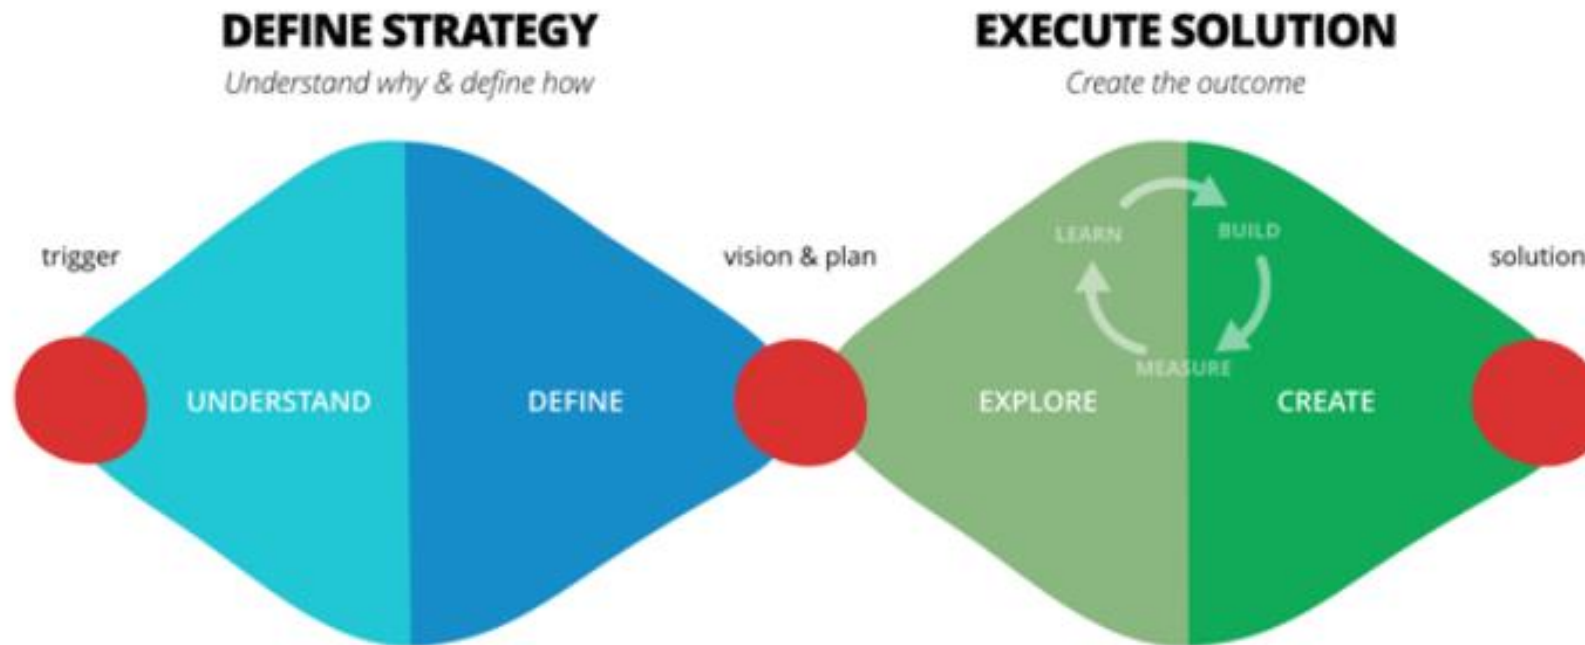 DEFINE STRATEGY
Understand why & define how
EXECUTE SOLUTION
Create the outcome
trigger
vision & plan
solution
LEARN
BUILD
MEASURE
UNDERSTAND
DEFINE
EXPLORE
CREATE